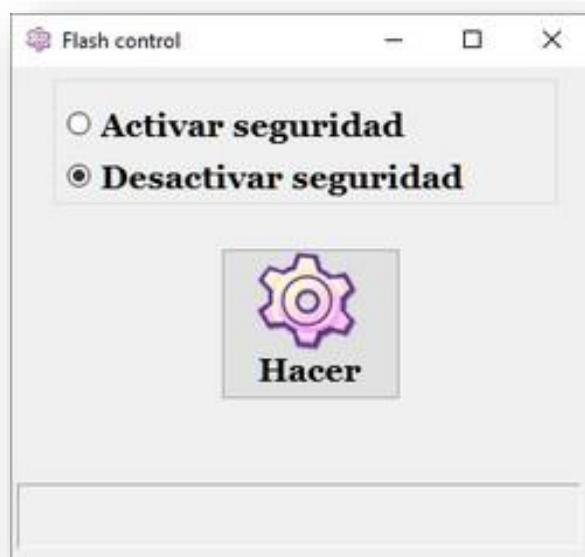 Flash control
Activar seguridad
Desactivar seguridad
Hacer